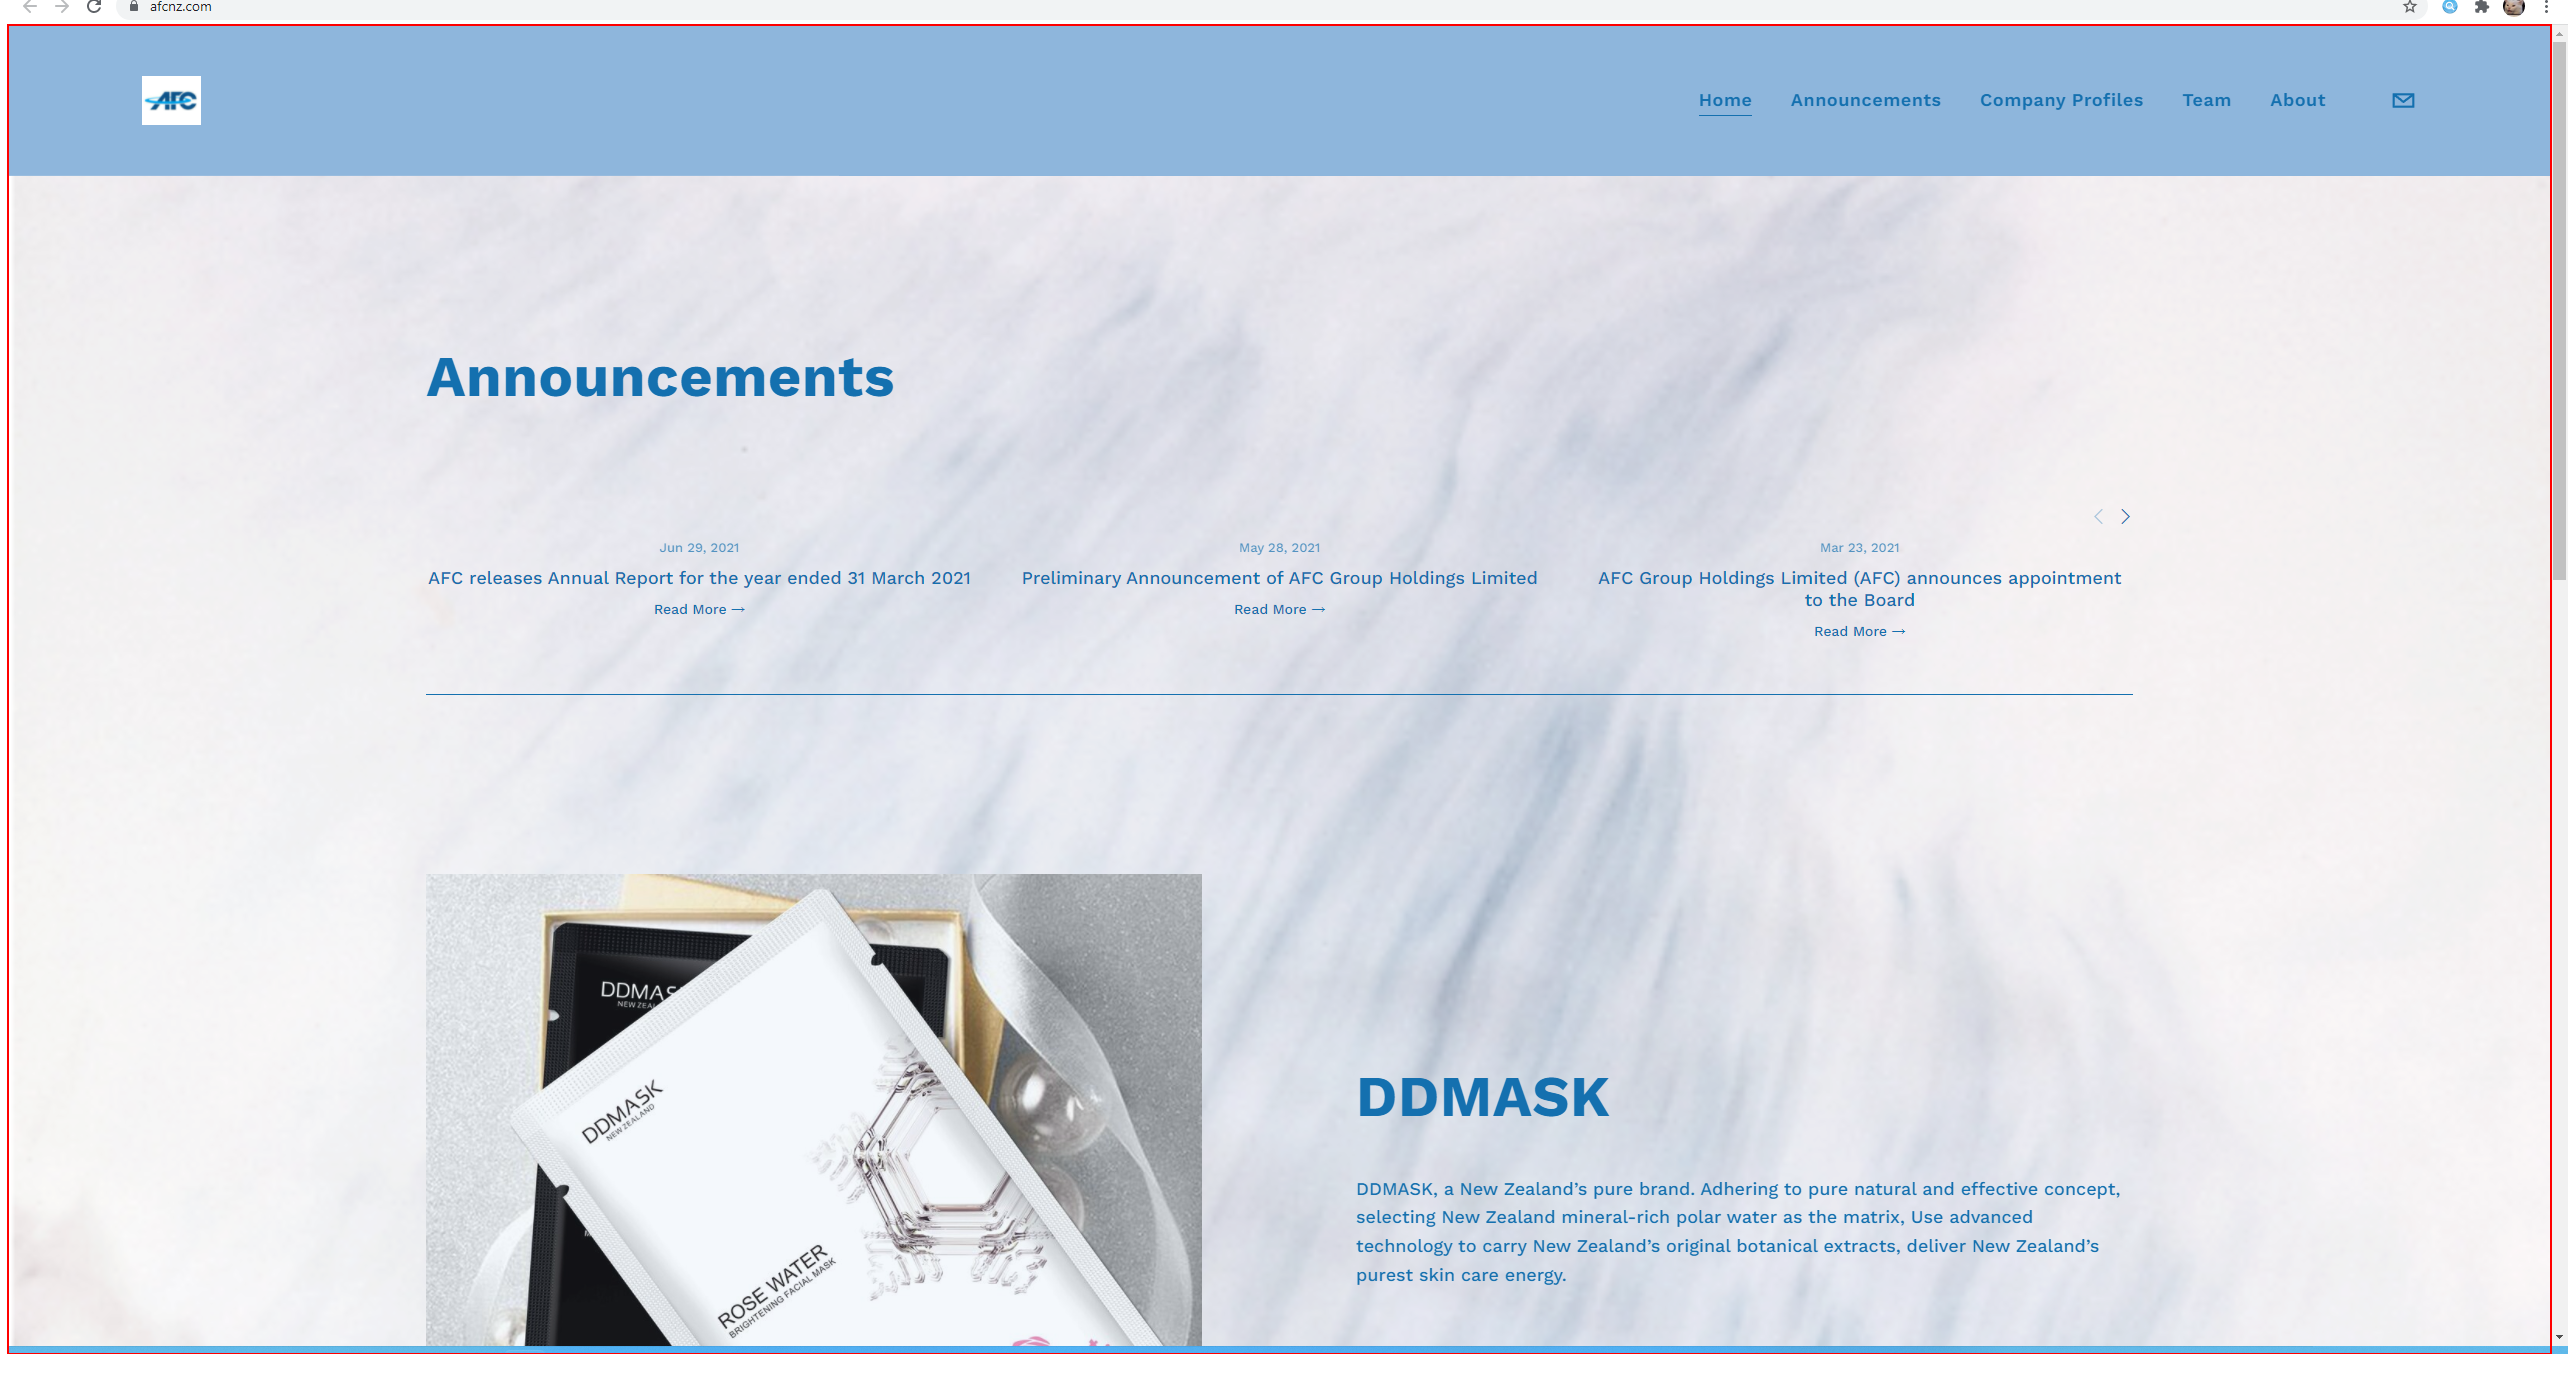 afcnz.com
AFC
Home Announcements Company Profiles Team About
Announcements
Jun 29, 2021
AFC releases Annual Report for the year ended 31 March 2021
Read More →
May 28, 2021
Preliminary Announcement of AFC Group Holdings Limited
Read More →
Mar 23, 2021
AFC Group Holdings Limited (AFC) announces appointment
to the Board
Read More →
DDMAS
NEW ZEAL
DDMASK
NEW ZEALAND
ROSE WATER
BRIGHTENING FACIAL MASK
DDMASK
DDMASK, a New Zealand’s pure brand. Adhering to pure natural and effective concept,
selecting New Zealand mineral-rich polar water as the matrix, Use advanced
technology to carry New Zealand’s original botanical extracts, deliver New Zealand’s
purest skin care energy.